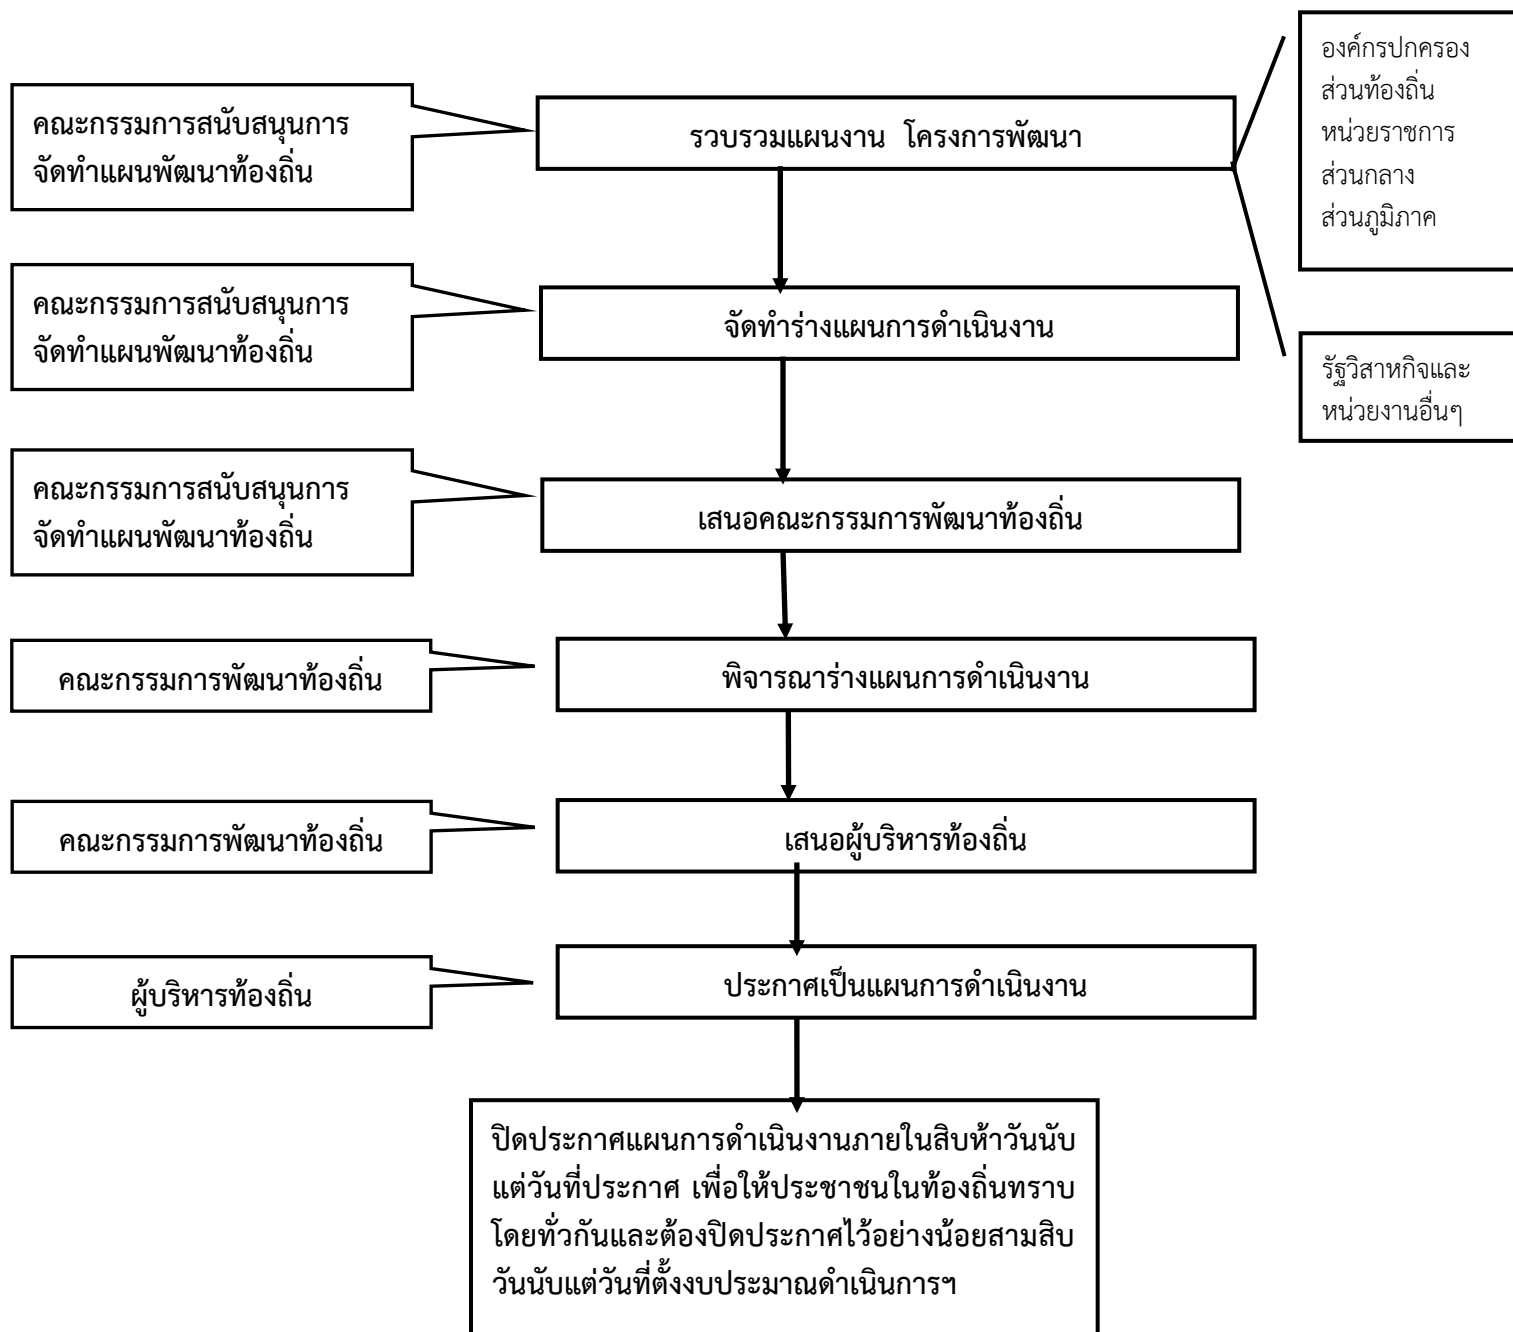 องค์กรปกครอง
ส่วนท้องถิ่น
หน่วยราชการ
ส่วนกลาง
ส่วนภูมิภาค
คณะกรรมการสนับสนุนการ
จัดทำแผนพัฒนาท้องถิ่น
รวบรวมแผนงาน โครงการพัฒนา
คณะกรรมการสนับสนุนการ
จัดทำแผนพัฒนาท้องถิ่น
จัดทำร่างแผนการดำเนินงาน
รัฐวิสาหกิจและ
หน่วยงานอื่นๆ
คณะกรรมการสนับสนุนการ
จัดทำแผนพัฒนาท้องถิ่น
เสนอคณะกรรมการพัฒนาท้องถิ่น
คณะกรรมการพัฒนาท้องถิ่น
พิจารณาร่างแผนการดำเนินงาน
คณะกรรมการพัฒนาท้องถิ่น
เสนอผู้บริหารท้องถิ่น
ผู้บริหารท้องถิ่น
ประกาศเป็นแผนการดำเนินงาน
ปิดประกาศแผนการดำเนินงานภายในสิบห้าวันนับ
แต่วันที่ประกาศ เพื่อให้ประชาชนในท้องถิ่นทราบ
โดยทั่วกันและต้องปิดประกาศไว้อย่างน้อยสามสิบ
วันนับแต่วันที่ตั้งงบประมาณดำเนินการฯ